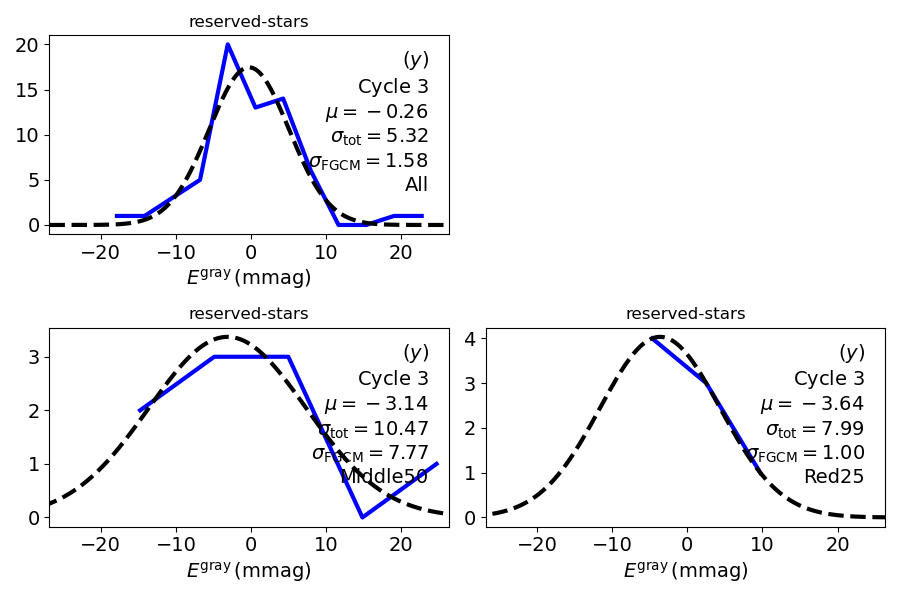 reserved-stars
20
15
10
5
0
(y)
Cycle 3
μ = −0.26
σtot = 5.32
σFGCM = 1.58
All
−20 −10 0 10 20
Egray (mmag)
reserved-stars
3
2
1
0
(y)
Cycle 3
μ = −3.14
σtot = 10.47
σFGCM = 7.77
Middle50
−20 −10 0 10 20
Egray (mmag)
reserved-stars
4
3
2
1
0
(y)
Cycle 3
μ = −3.64
σtot = 7.99
σFGCM = 1.00
Red25
−20 −10 0 10 20
Egray (mmag)